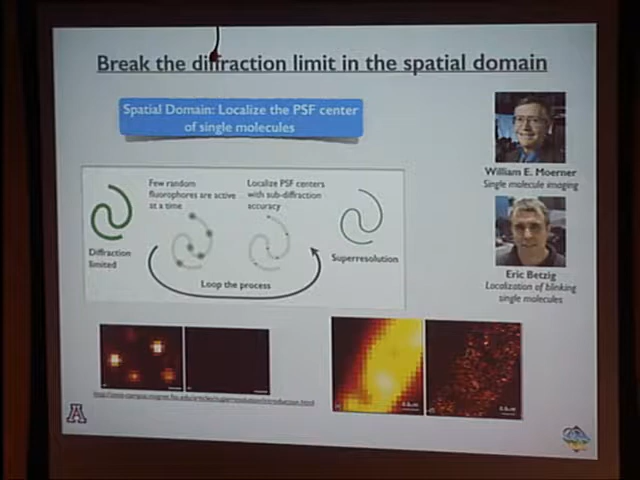 Break the diffraction limit in the spatial domain
Spatial Domain: Localize the PSF center
of single molecules
William E. Moerner
Single molecule imaging
Few random
fluorophores are active
at a time
Localize PSF centers
with sub-diffraction
accuracy
Diffraction
limited
Superresolution
Loop the process
Eric Betzig
Localization of blinking
single molecules
A